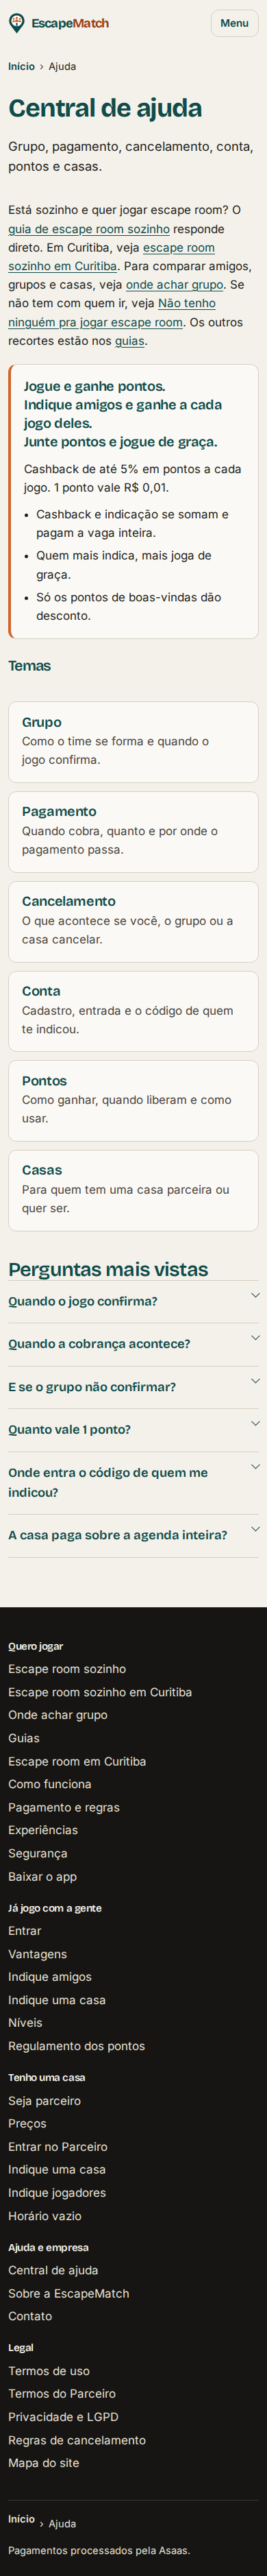 EscapeMatch
Menu
Início › Ajuda
Central de ajuda
Grupo, pagamento, cancelamento, conta,
pontos e casas.
Está sozinho e quer jogar escape room? O
guia de escape room sozinho responde
direto. Em Curitiba, veja escape room
sozinho em Curitiba. Para comparar amigos,
grupos e casas, veja onde achar grupo. Se
não tem com quem ir, veja Não tenho
ninguém pra jogar escape room. Os outros
recortes estão nos guias.
Jogue e ganhe pontos.
Indique amigos e ganhe a cada
jogo deles.
Junte pontos e jogue de graça.
Cashback de até 5% em pontos a cada
jogo. 1 ponto vale R$ 0,01.
• Cashback e indicação se somam e
pagam a vaga inteira.
• Quem mais indica, mais joga de
graça.
• Só os pontos de boas-vindas dão
desconto.
Temas
Grupo
Como o time se forma e quando o
jogo confirma.
Pagamento
Quando cobra, quanto e por onde o
pagamento passa.
Cancelamento
O que acontece se você, o grupo ou a
casa cancelar.
Conta
Cadastro, entrada e o código de quem
te indicou.
Pontos
Como ganhar, quando liberam e como
usar.
Casas
Para quem tem uma casa parceira ou
quer ser.
Perguntas mais vistas
Quando o jogo confirma?
Quando a cobrança acontece?
E se o grupo não confirmar?
Quanto vale 1 ponto?
Onde entra o código de quem me
indicou?
A casa paga sobre a agenda inteira?
Quero jogar
Escape room sozinho
Escape room sozinho em Curitiba
Onde achar grupo
Guias
Escape room em Curitiba
Como funciona
Pagamento e regras
Experiências
Segurança
Baixar o app
Já jogo com a gente
Entrar
Vantagens
Indique amigos
Indique uma casa
Níveis
Regulamento dos pontos
Tenho uma casa
Seja parceiro
Preços
Entrar no Parceiro
Indique uma casa
Indique jogadores
Horário vazio
Ajuda e empresa
Central de ajuda
Sobre a EscapeMatch
Contato
Legal
Termos de uso
Termos do Parceiro
Privacidade e LGPD
Regras de cancelamento
Mapa do site
Início › Ajuda
Pagamentos processados pela Asaas.